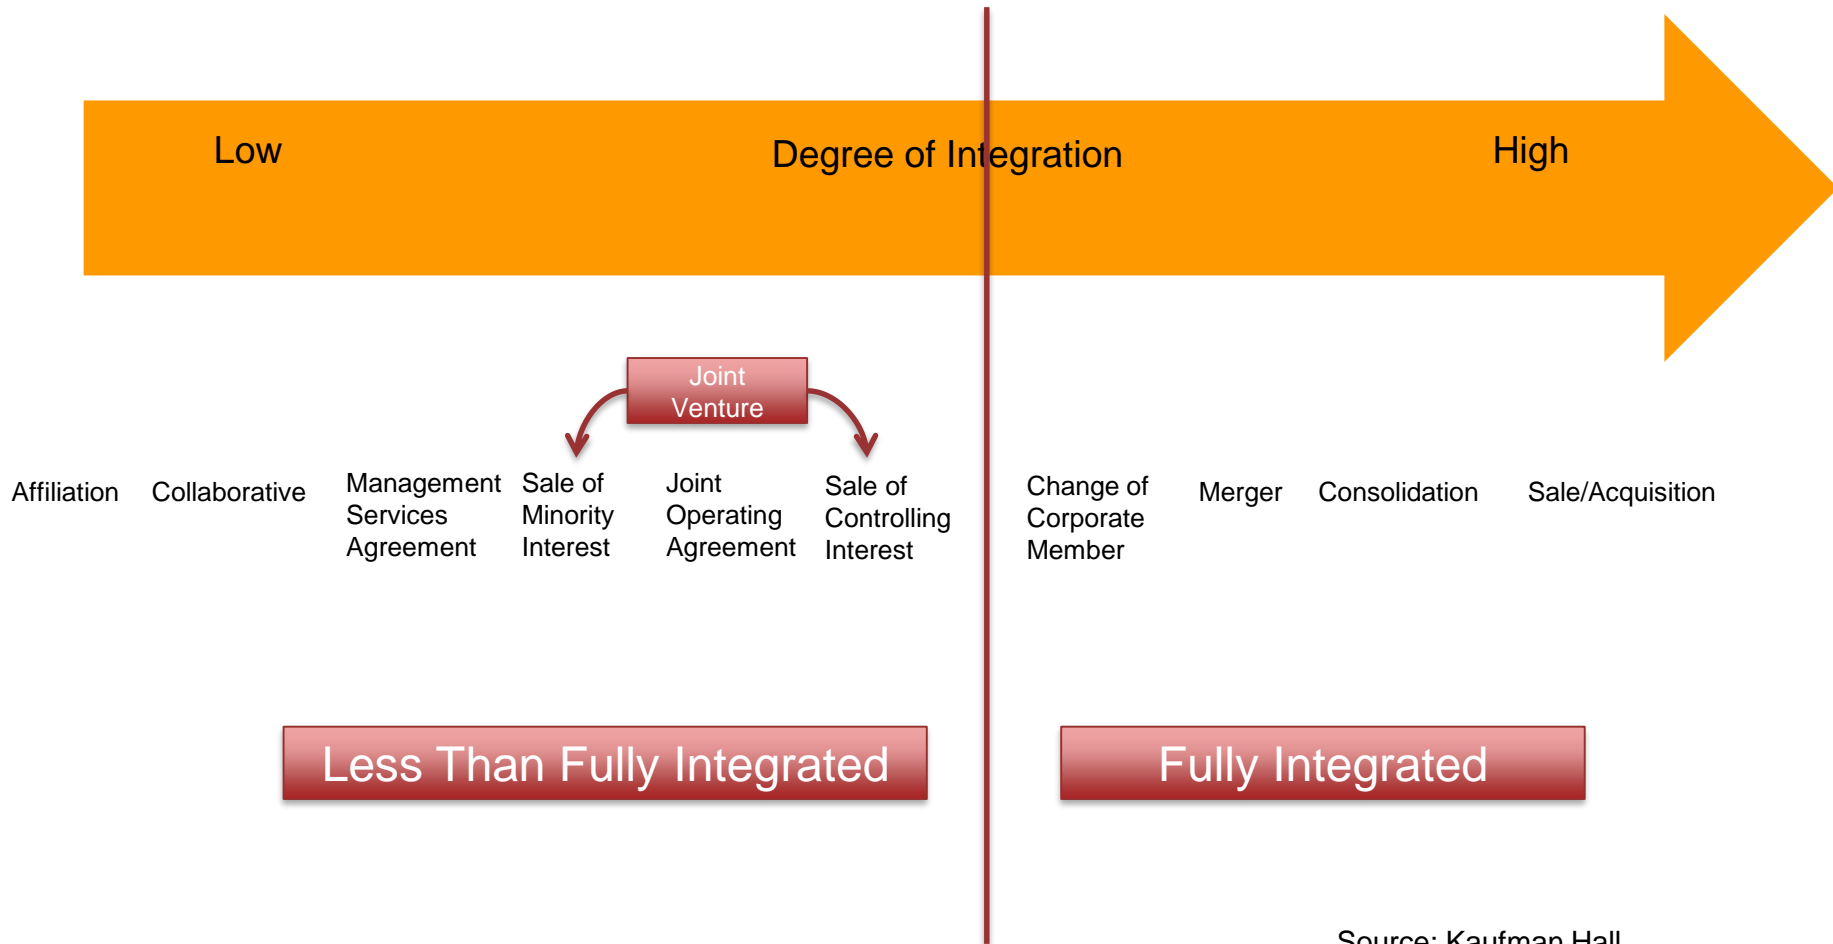 Low
Degree of Integration
High
Joint
Venture
Affiliation
Collaborative
Management
Services
Agreement
Sale of
Minority
Interest
Joint
Operating
Agreement
Sale of
Controlling
Interest
Change of
Corporate
Member
Merger
Consolidation
Sale/Acquisition
Less Than Fully Integrated
Fully Integrated
Source: Kaufman Hall